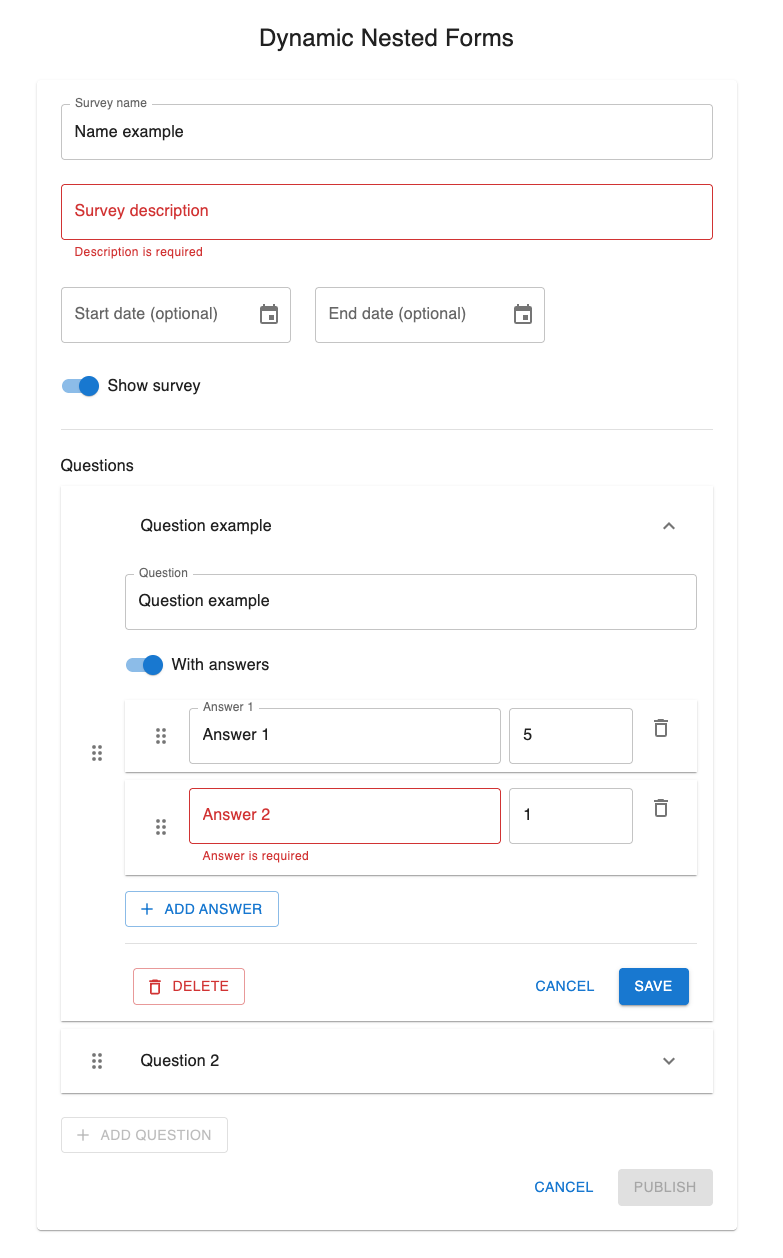 Dynamic Nested Forms
Survey name
Name example
Survey description
Description is required
Start date (optional) End date (optional)
Show survey
Questions
Question example
Question
Question example
With answers
Answer 1
Answer 1 5
Answer 2 1
Answer is required
ADD ANSWER
DELETE CANCEL SAVE
Question 2
ADD QUESTION
CANCEL PUBLISH